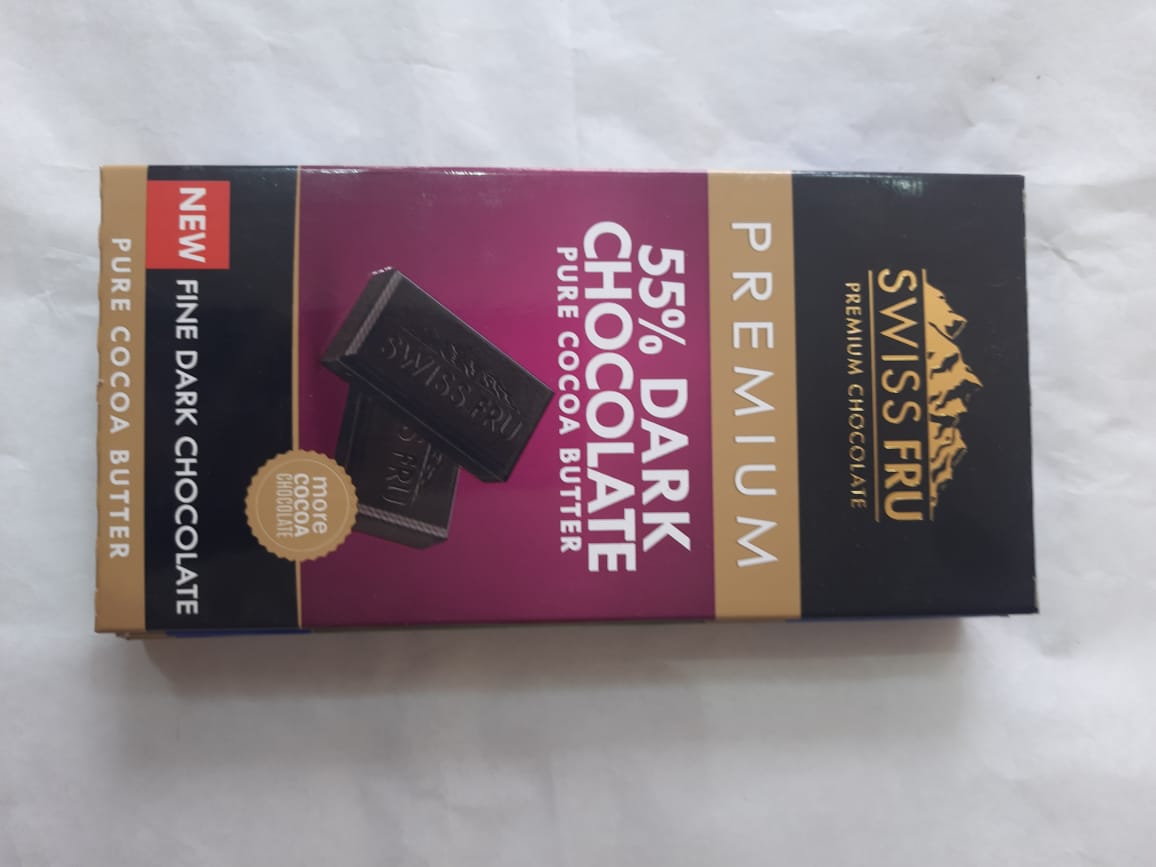 SWISS FRU
PREMIUM CHOCOLATE
PREMIUM
55% DARK
CHOCOLATE
PURE COCOA BUTTER
SWISS FRU
S FRU
more
COCOA
CHOCOLATE
NEW FINE DARK CHOCOLATE
PURE COCOA BUTTER